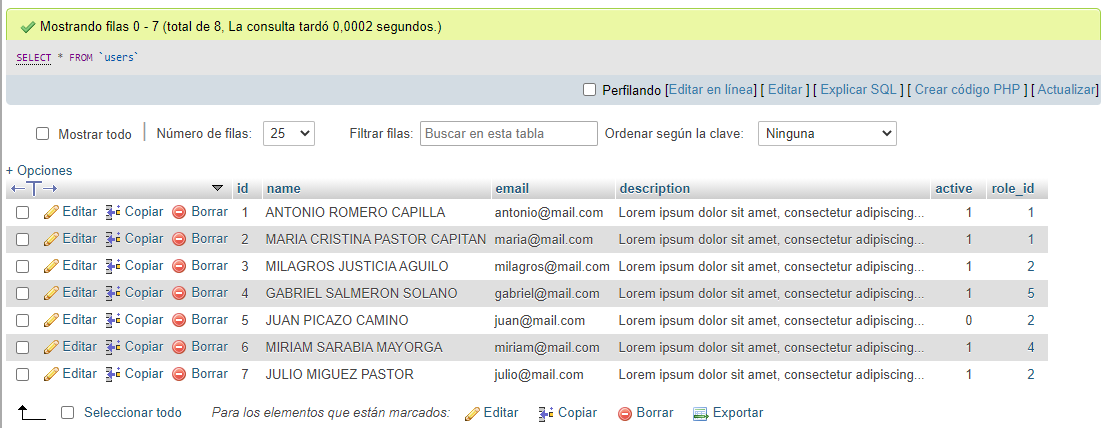 Mostrando filas 0 - 7 (total de 8, La consulta tardó 0,0002 segundos.)
SELECT * FROM `users`
Perfilando [Editar en línea] [ Editar ] [ Explicar SQL ] [ Crear código PHP ] [ Actualizar]
Mostrar todo | Número de filas: 25 Filtrar filas: Buscar en esta tabla Ordenar según la clave: Ninguna
+ Opciones
id name email description active role_id
Editar Copiar Borrar 1 ANTONIO ROMERO CAPILLA antonio@mail.com Lorem ipsum dolor sit amet, consectetur adipiscing... 1 1
Editar Copiar Borrar 2 MARIA CRISTINA PASTOR CAPITAN maria@mail.com Lorem ipsum dolor sit amet, consectetur adipiscing... 1 1
Editar Copiar Borrar 3 MILAGROS JUSTICIA AGUILO milagros@mail.com Lorem ipsum dolor sit amet, consectetur adipiscing... 1 2
Editar Copiar Borrar 4 GABRIEL SALMERON SOLANO gabriel@mail.com Lorem ipsum dolor sit amet, consectetur adipiscing... 1 5
Editar Copiar Borrar 5 JUAN PICAZO CAMINO juan@mail.com Lorem ipsum dolor sit amet, consectetur adipiscing... 0 2
Editar Copiar Borrar 6 MIRIAM SARABIA MAYORGA miriam@mail.com Lorem ipsum dolor sit amet, consectetur adipiscing... 1 4
Editar Copiar Borrar 7 JULIO MIGUEZ PASTOR julio@mail.com Lorem ipsum dolor sit amet, consectetur adipiscing... 1 2
Seleccionar todo Para los elementos que están marcados: Editar Copiar Borrar Exportar